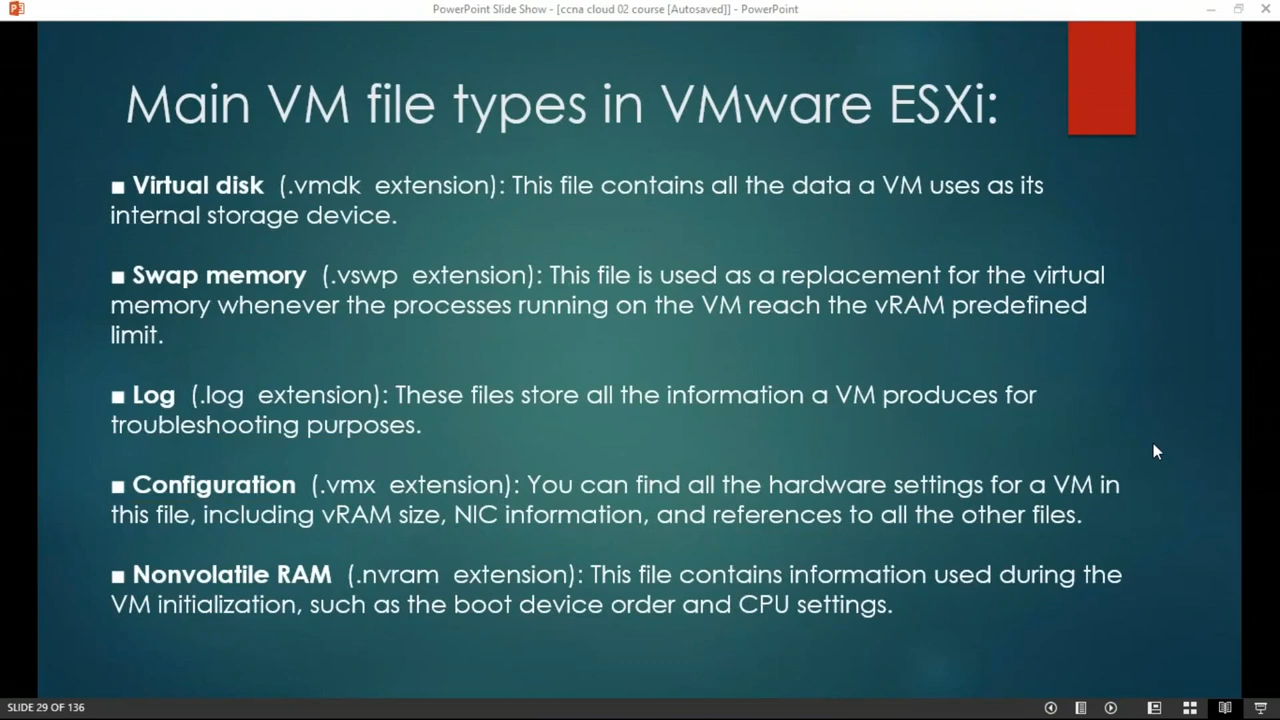 PowerPoint Slide Show - [ccna cloud 02 course [Autosaved]] - PowerPoint
Main VM file types in VMware ESXi:
■ Virtual disk (.vmdk extension): This file contains all the data a VM uses as its
internal storage device.
■ Swap memory (.vswp extension): This file is used as a replacement for the virtual
memory whenever the processes running on the VM reach the vRAM predefined
limit.
■ Log (.log extension): These files store all the information a VM produces for
troubleshooting purposes.
■ Configuration (.vmx extension): You can find all the hardware settings for a VM in
this file, including vRAM size, NIC information, and references to all the other files.
■ Nonvolatile RAM (.nvram extension): This file contains information used during the
VM initialization, such as the boot device order and CPU settings.
SLIDE 29 OF 136